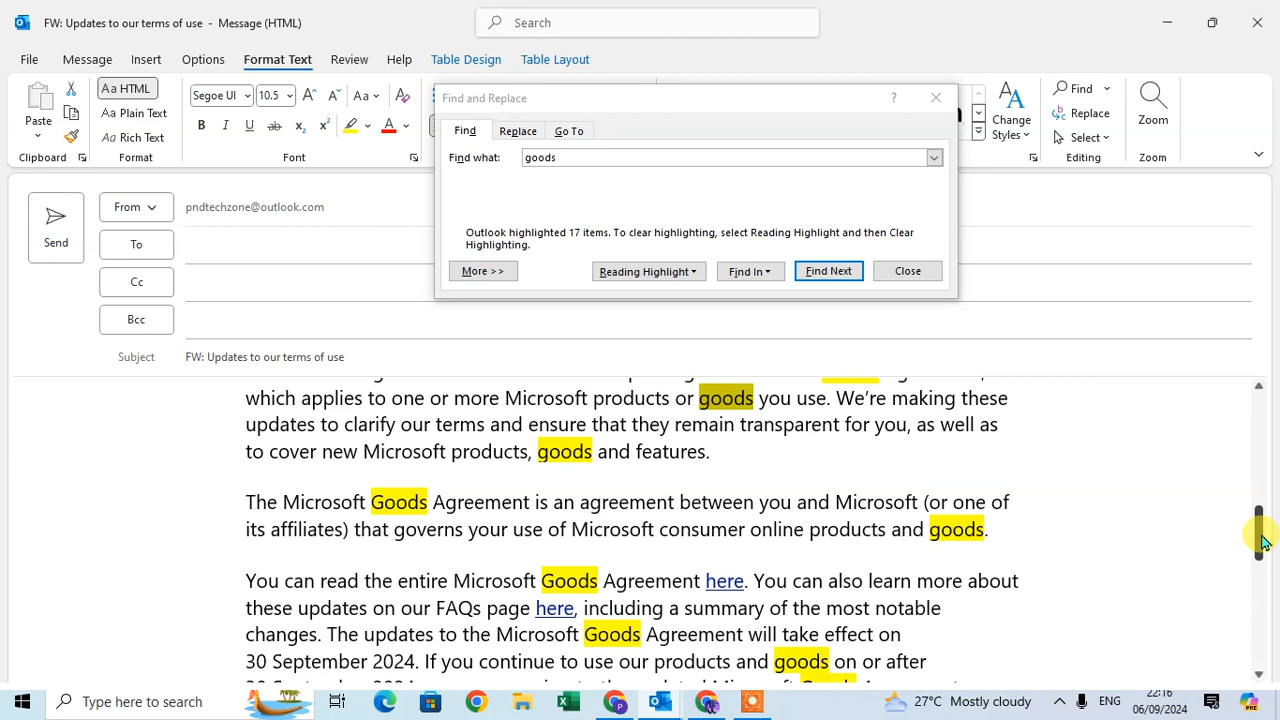 FW: Updates to our terms of use - Message (HTML)
Search
File Message Insert Options Format Text Review Help Table Design Table Layout
Paste
Clipboard
Aa HTML
Aa Plain Text
Aa Rich Text
Format
Segoe UI 10.5 Aa
B I U ab x₂ x² A
Font
Change Styles
Find
Replace
Select
Editing
Zoom
Zoom
Find and Replace
?
Find Replace Go To
Find what: goods
Outlook highlighted 17 items. To clear highlighting, select Reading Highlight and then Clear
Highlighting.
More >> Reading Highlight Find In Find Next Close
Send
From pndtechzone@outlook.com
To
Cc
Bcc
Subject FW: Updates to our terms of use
which applies to one or more Microsoft products or goods you use. We're making these
updates to clarify our terms and ensure that they remain transparent for you, as well as
to cover new Microsoft products, goods and features.
The Microsoft Goods Agreement is an agreement between you and Microsoft (or one of
its affiliates) that governs your use of Microsoft consumer online products and goods.
You can read the entire Microsoft Goods Agreement here. You can also learn more about
these updates on our FAQs page here, including a summary of the most notable
changes. The updates to the Microsoft Goods Agreement will take effect on
30 September 2024. If you continue to use our products and goods on or after
Type here to search
27°C Mostly cloudy
ENG
22:16
06/09/2024
PRE